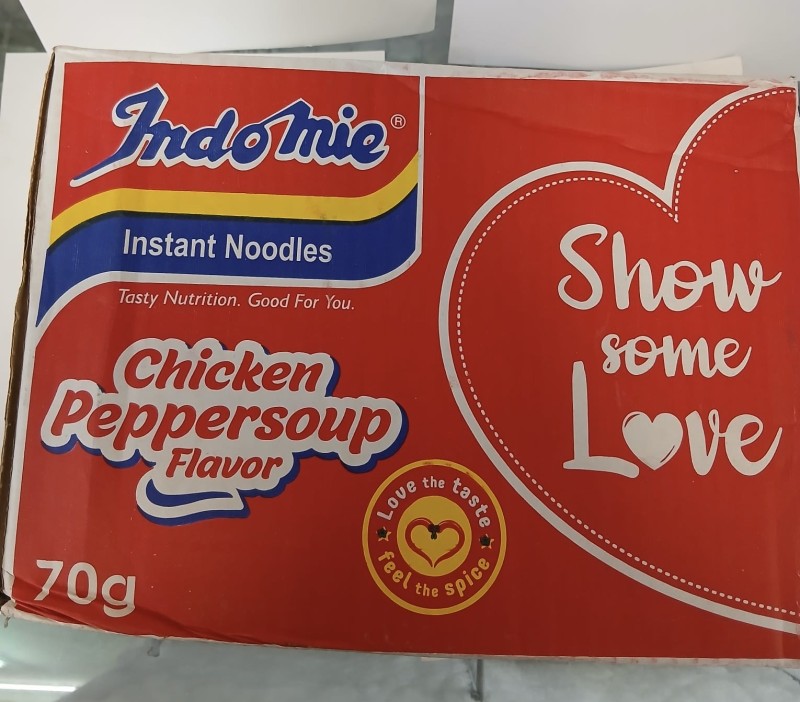 Indomie®
Instant Noodles
Tasty Nutrition. Good For You.
Chicken
Peppersoup
Flavor
70g
Love the taste
feel the spice
Show
some
Love